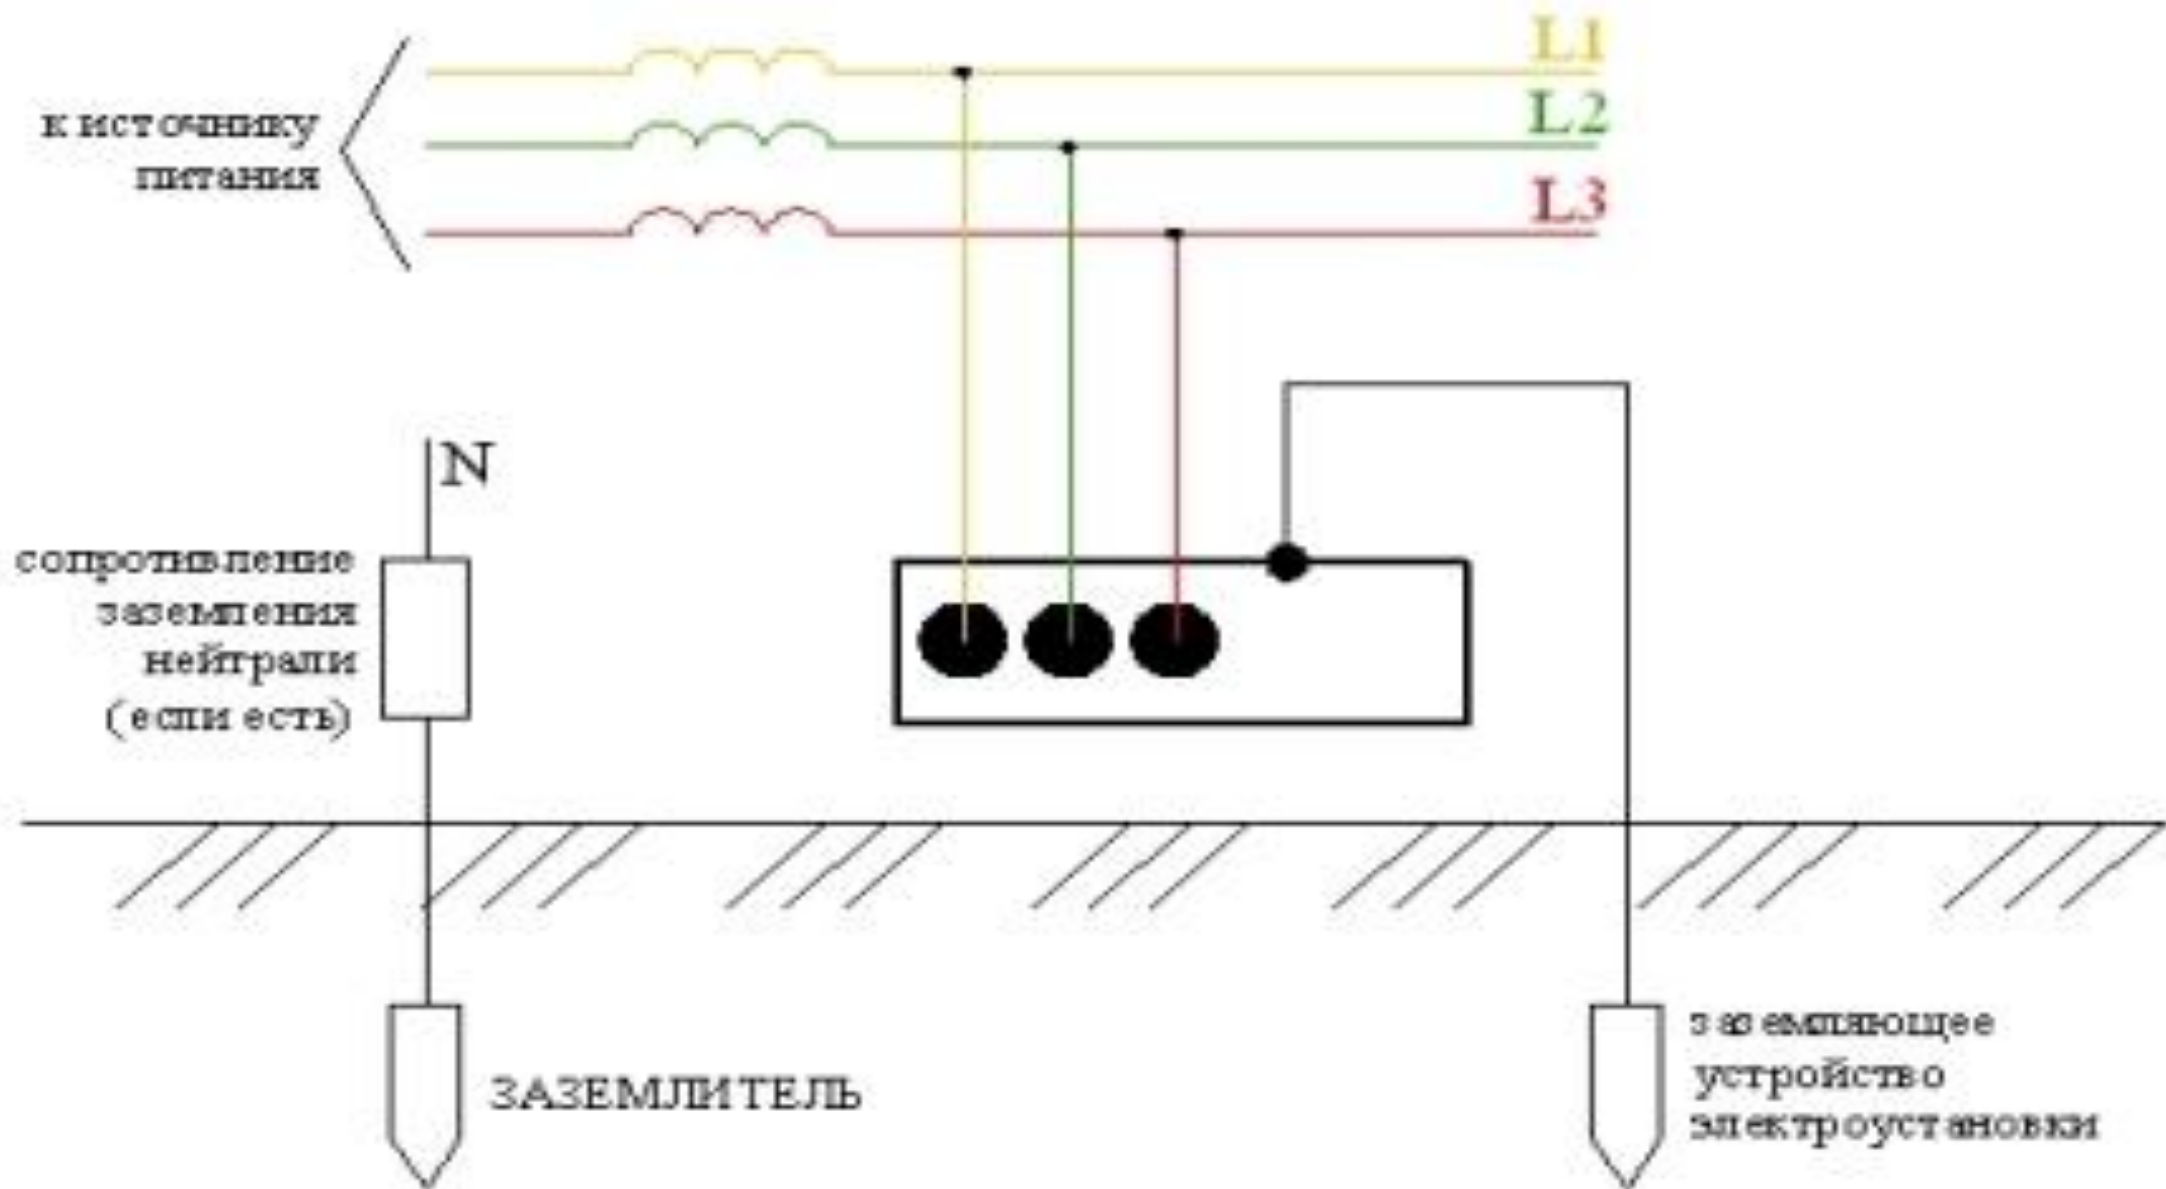 L1
L2
L3
к источнику
питания
N
сопротивление
заземления
нейтрали
(если есть)
ЗАЗЕМЛИТЕЛЬ
заземляющее
устройство
электроустановки